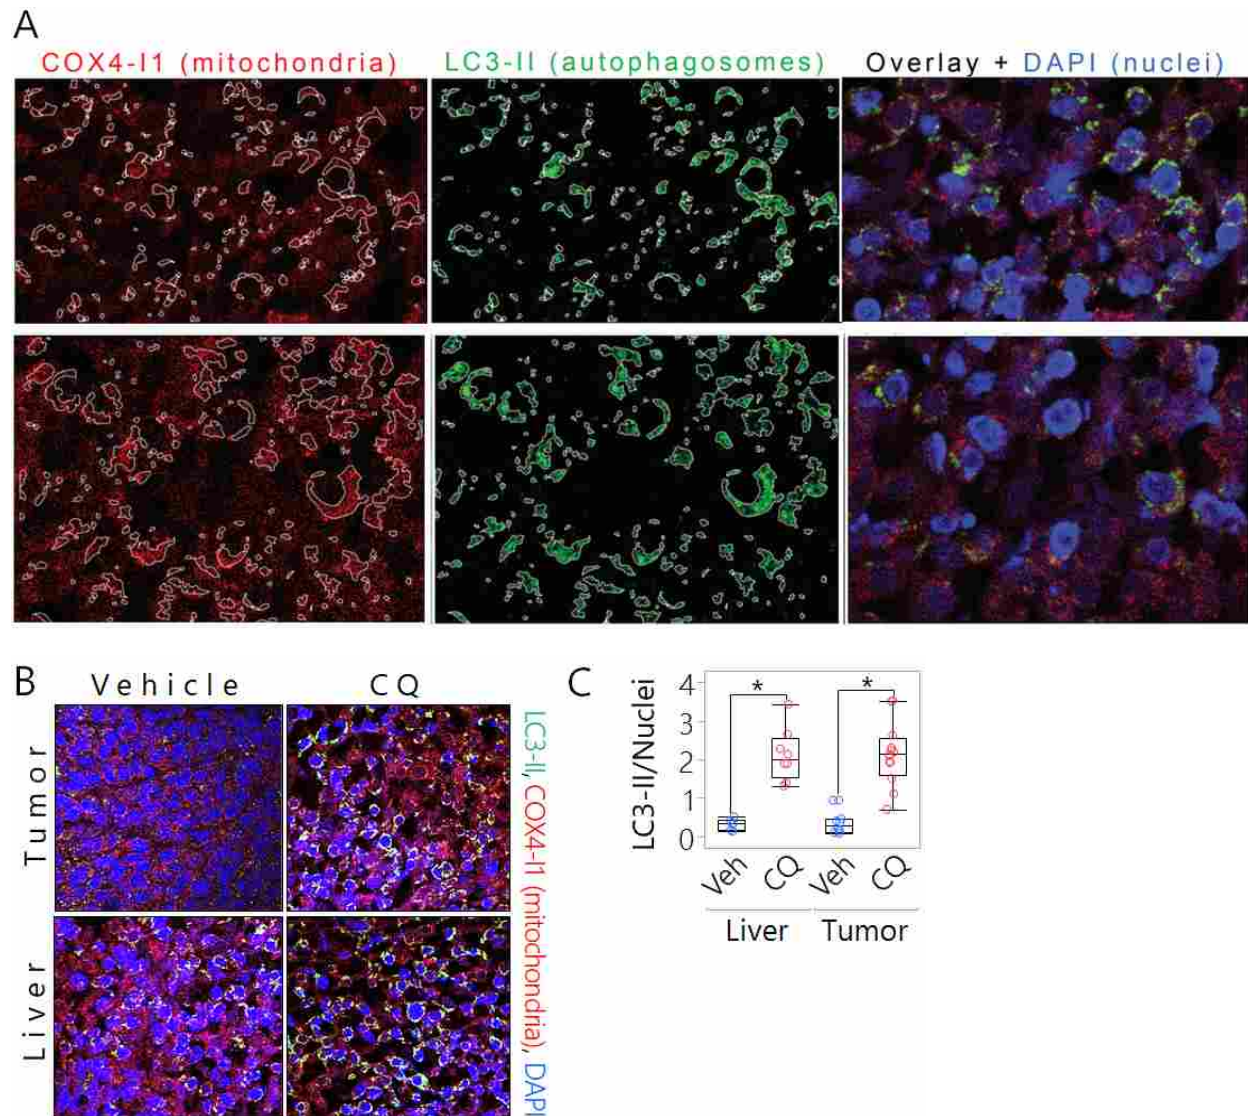 A
COX4-I1 (mitochondria)
LC3-II (autophagosomes)
Overlay + DAPI (nuclei)
B
Vehicle
CQ
Tumor
Liver
LC3-II, COX4-I1 (mitochondria), DAPI
C
LC3-II/Nuclei
4
3
2
1
0
*
*
Veh
CQ
Veh
CQ
Liver
Tumor